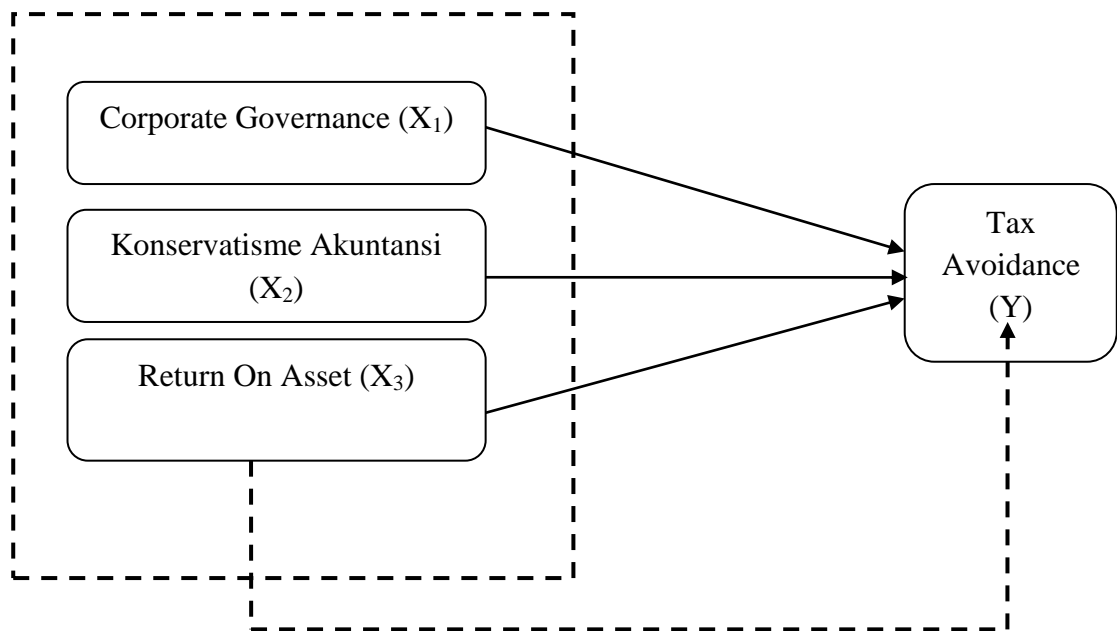 Corporate Governance (X₁)
Konservatisme Akuntansi
(X₂)
Return On Asset (X₃)
Tax
Avoidance
(Y)